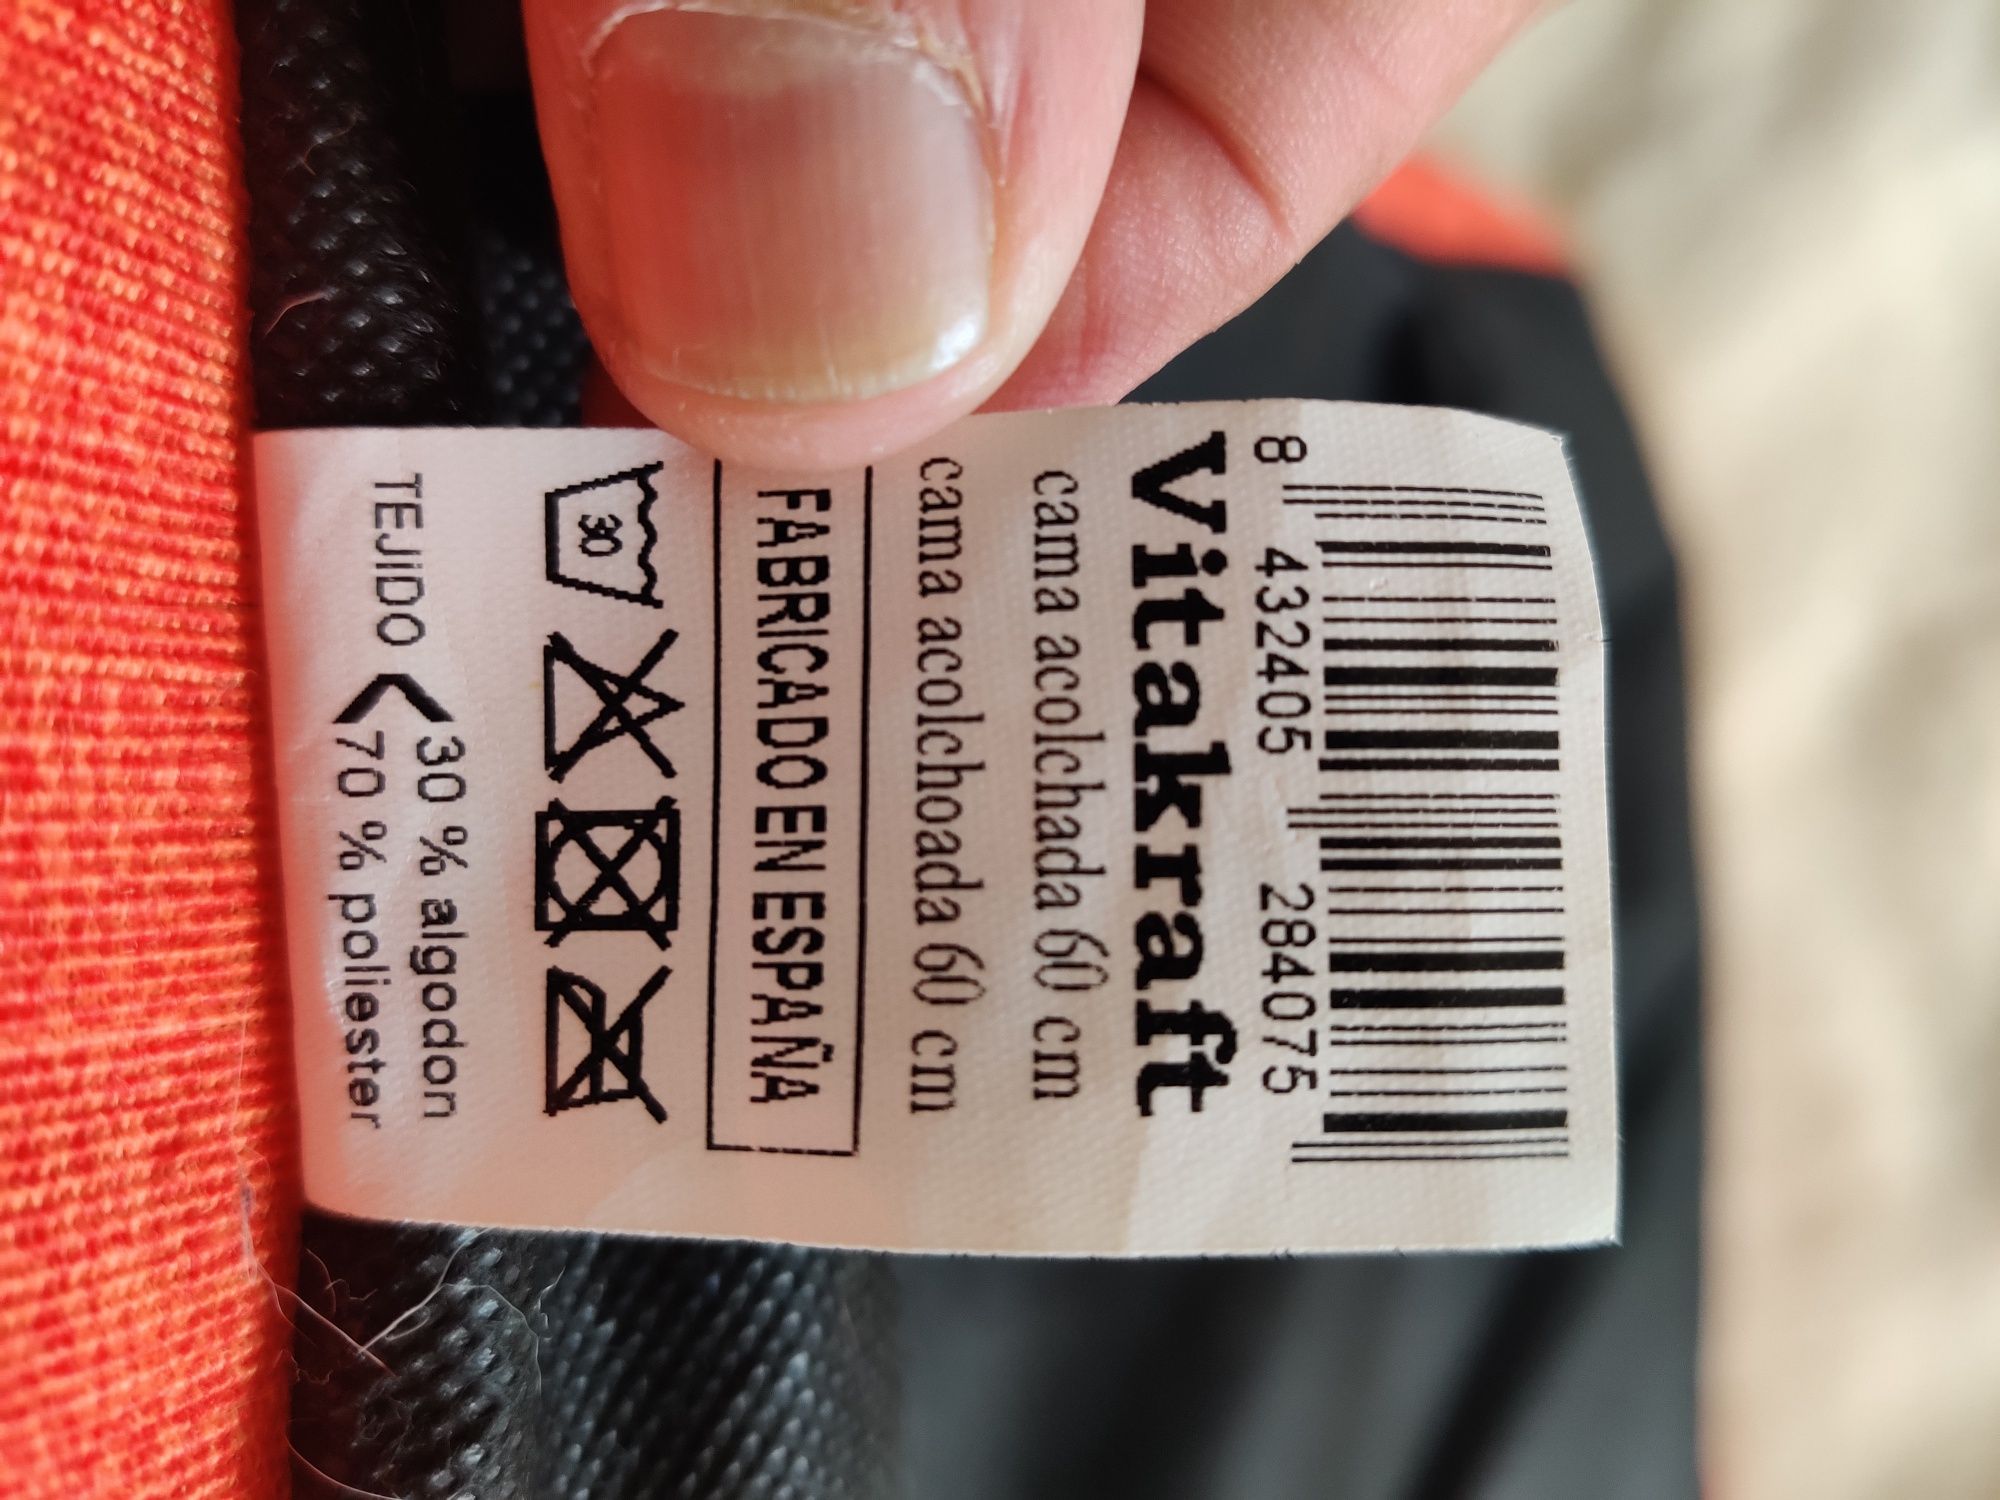 TEJIDO < 30 % algodon
70 % poliester
30
FABRICADO EN ESPAÑA
cama acolchoada 60 cm
cama acolchada 60 cm
Vitakraft
8 432405 284075